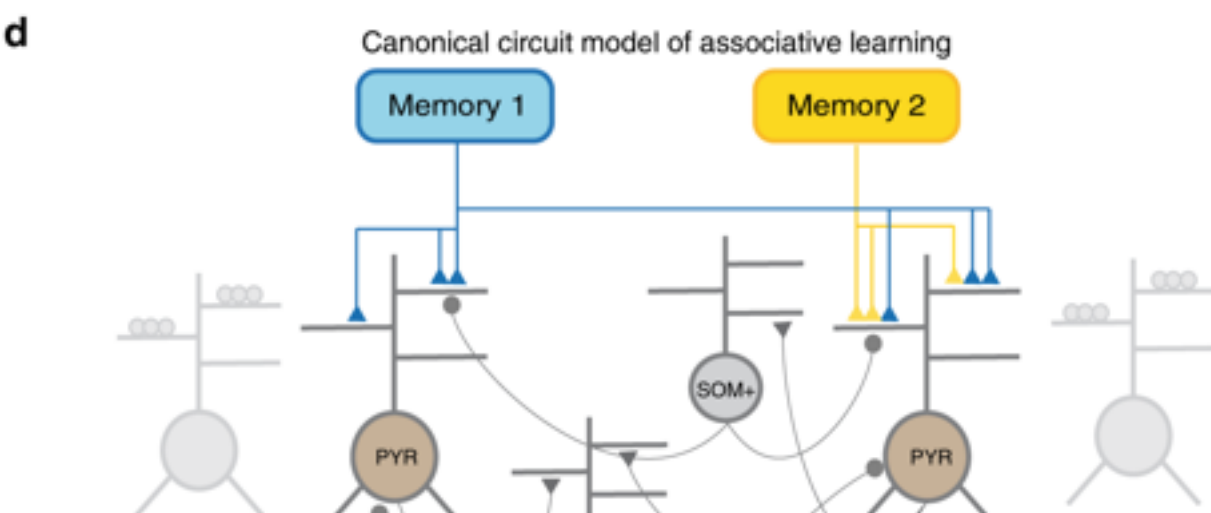 d
Canonical circuit model of associative learning
Memory 1
Memory 2
SOM+
PYR
PYR